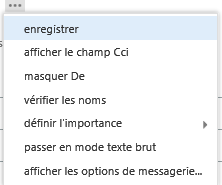 enregistrer
afficher le champ Cci
masquer De
vérifier les noms
définir l'importance
passer en mode texte brut
afficher les options de messagerie...